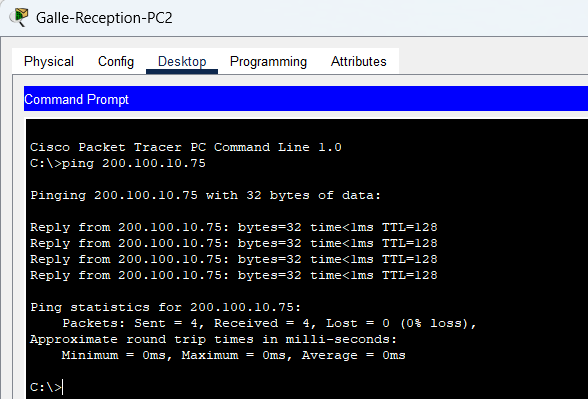 Galle-Reception-PC2
Physical Config Desktop Programming Attributes
Command Prompt
Cisco Packet Tracer PC Command Line 1.0
C:\>ping 200.100.10.75
Pinging 200.100.10.75 with 32 bytes of data:
Reply from 200.100.10.75: bytes=32 time<1ms TTL=128
Reply from 200.100.10.75: bytes=32 time<1ms TTL=128
Reply from 200.100.10.75: bytes=32 time<1ms TTL=128
Reply from 200.100.10.75: bytes=32 time<1ms TTL=128
Ping statistics for 200.100.10.75:
Packets: Sent = 4, Received = 4, Lost = 0 (0% loss),
Approximate round trip times in milli-seconds:
Minimum = 0ms, Maximum = 0ms, Average = 0ms
C:\>